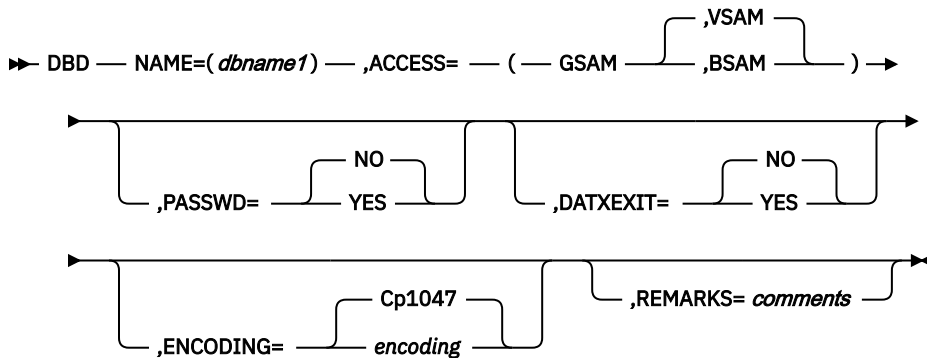 ,VSAM
DBD NAME=( dbname1 ) ,ACCESS= ( GSAM ,BSAM )
NO NO
,PASSWD= YES ,DATXEXIT= YES
Cp1047 ,REMARKS= comments
,ENCODING= encoding